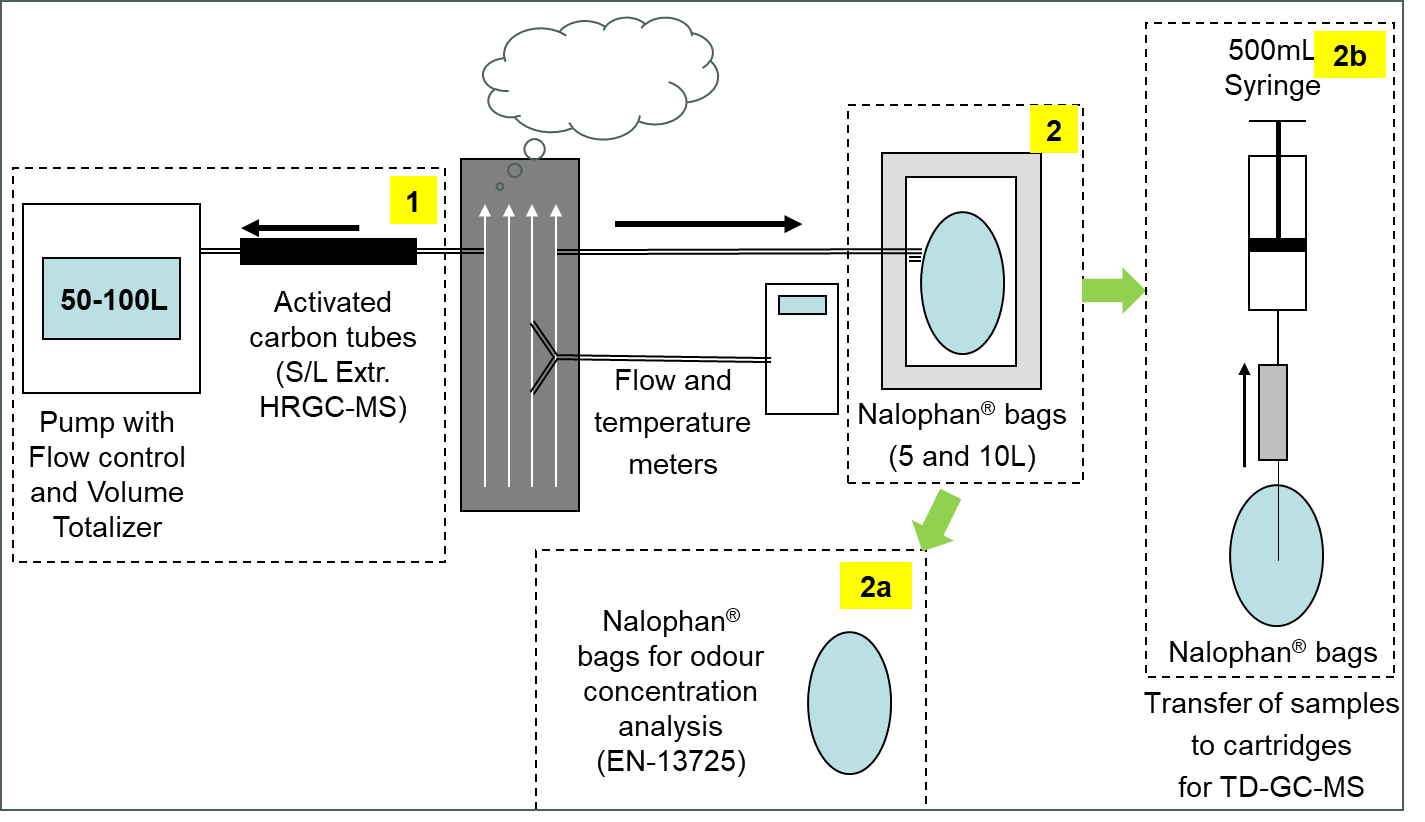 1
50-100L
Activated
carbon tubes
(S/L Extr.
HRGC-MS)
Pump with
Flow control
and Volume
Totalizer
Flow and
temperature
meters
2
Nalophan® bags
(5 and 10L)
2a
Nalophan®
bags for odour
concentration
analysis
(EN-13725)
2b
500mL
Syringe
Nalophan® bags
Transfer of samples
to cartridges
for TD-GC-MS